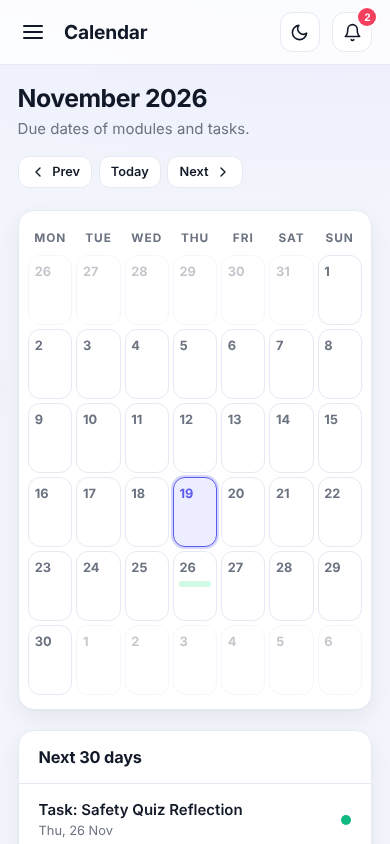 Calendar
2
November 2026
Due dates of modules and tasks.
Prev Today Next
MON TUE WED THU FRI SAT SUN
26 27 28 29 30 31 1
2 3 4 5 6 7 8
9 10 11 12 13 14 15
16 17 18 19 20 21 22
23 24 25 26 27 28 29
30 1 2 3 4 5 6
Next 30 days
Task: Safety Quiz Reflection
Thu, 26 Nov